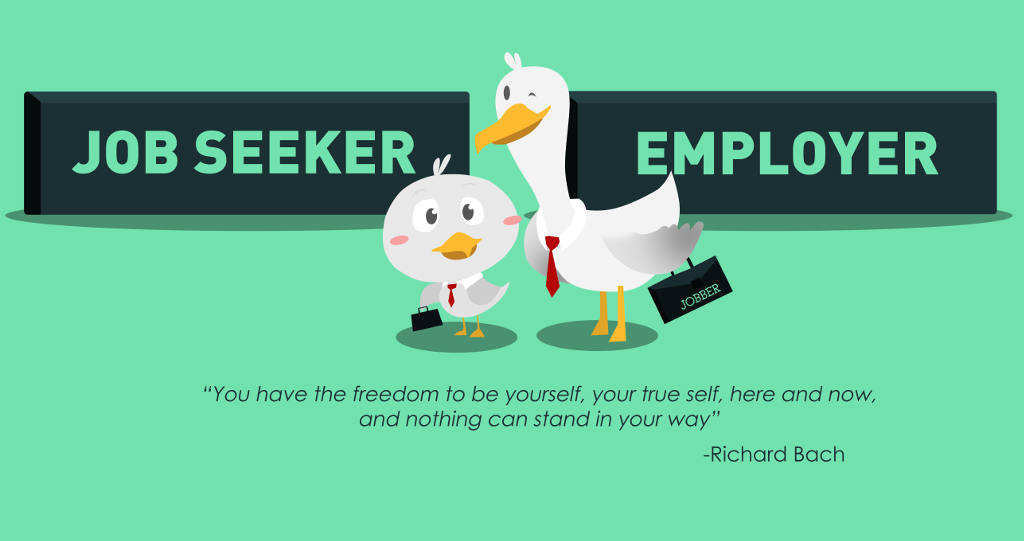 JOB SEEKER
EMPLOYER
JOBBER
“You have the freedom to be yourself, your true self, here and now,
and nothing can stand in your way”
-Richard Bach